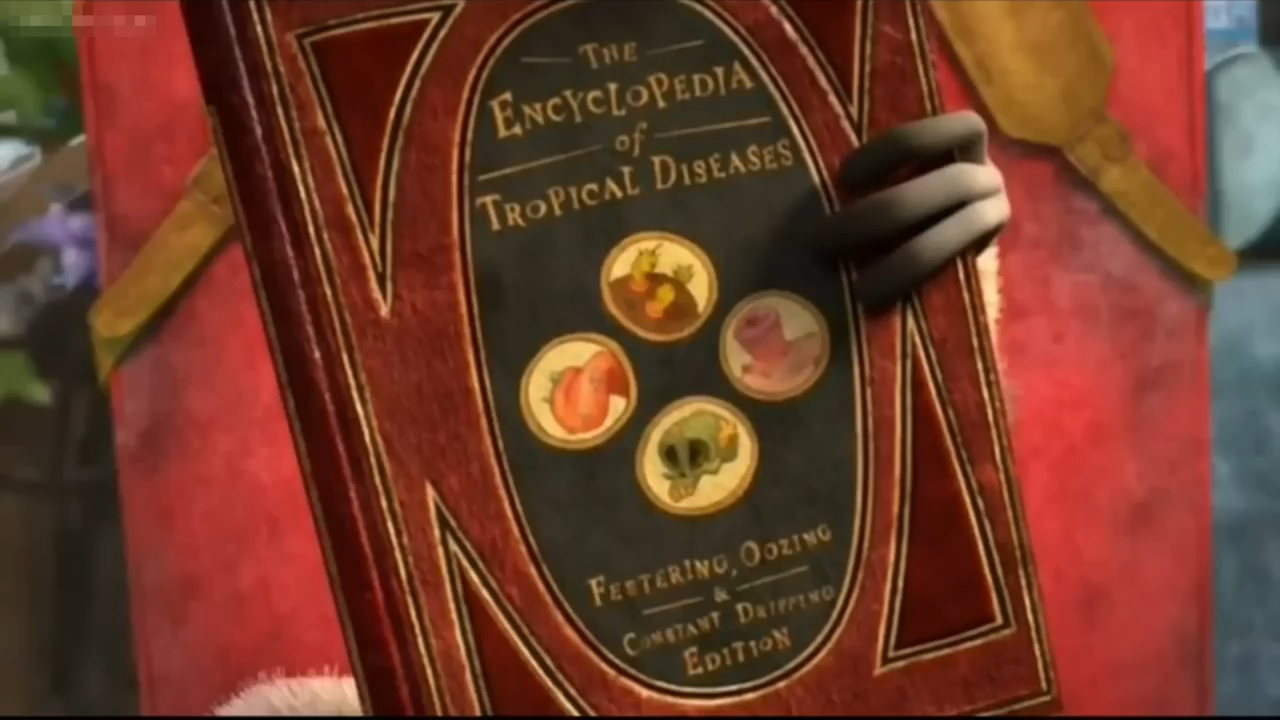 The
Encyclopedia
of
Tropical Diseases
Festering, Oozing
&
Constant Dripping
Edition